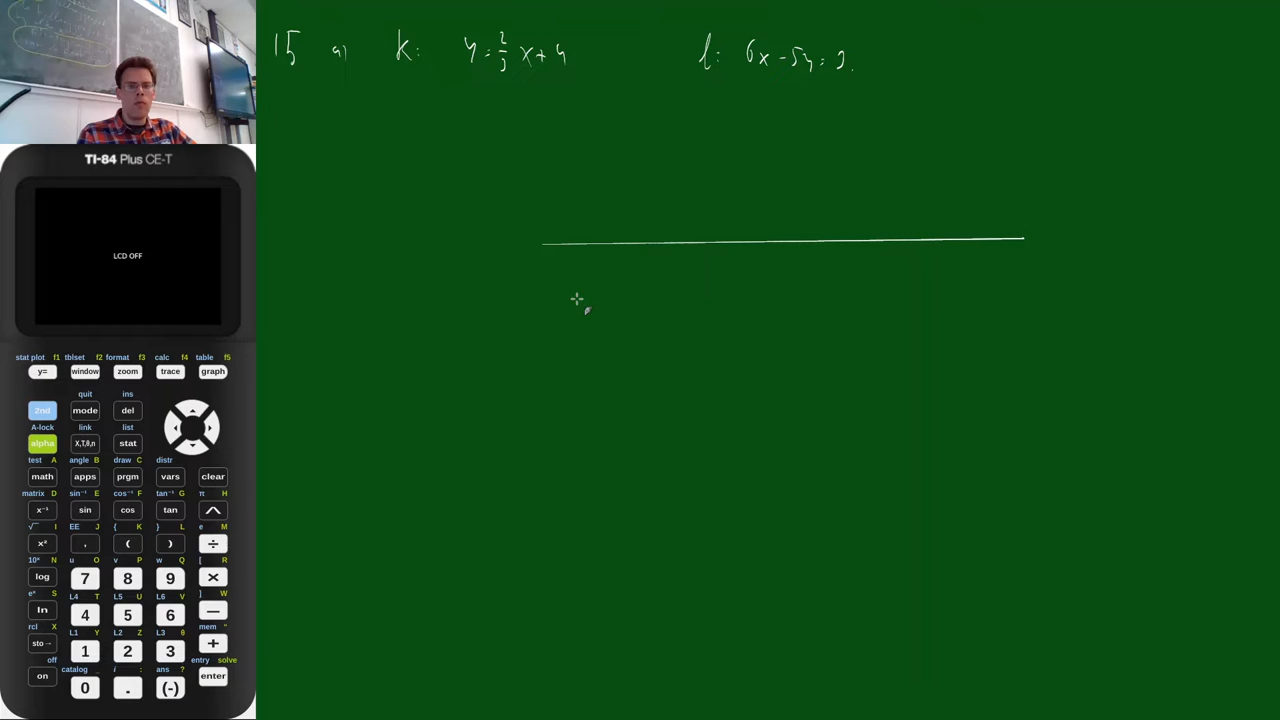 15 a) k: y = 2/3 x + 4 l: 6x - 5y = 3.
TI-84 Plus CE-T
LCD OFF
stat plot f1 tblset f2 format f3 calc f4 table f5
y= window zoom trace graph
quit ins
2nd mode del
A-lock link list
alpha X,T,θ,n stat
test A angle B draw C distr
math apps prgm vars clear
matrix D sin⁻¹ E cos⁻¹ F tan⁻¹ G π H
x⁻¹ sin cos tan ^
√ I EE J { K } L e M
x² , ( ) ÷
10ˣ N u O v P w Q [ R
log 7 8 9 ×
eˣ S L4 T L5 U L6 V ] W
ln 4 5 6 —
rcl X L1 Y L2 Z L3 θ mem "
sto→ 1 2 3 +
off catalog _ i : ans ? entry solve
on 0 . (-) enter